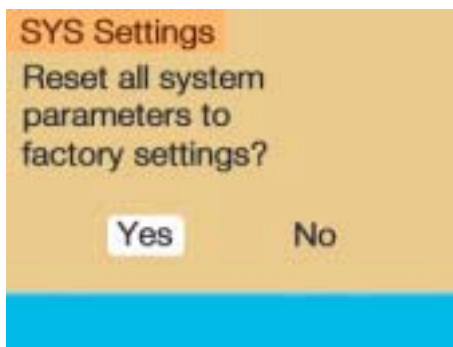 SYS Settings
Reset all system
parameters to
factory settings?
Yes No